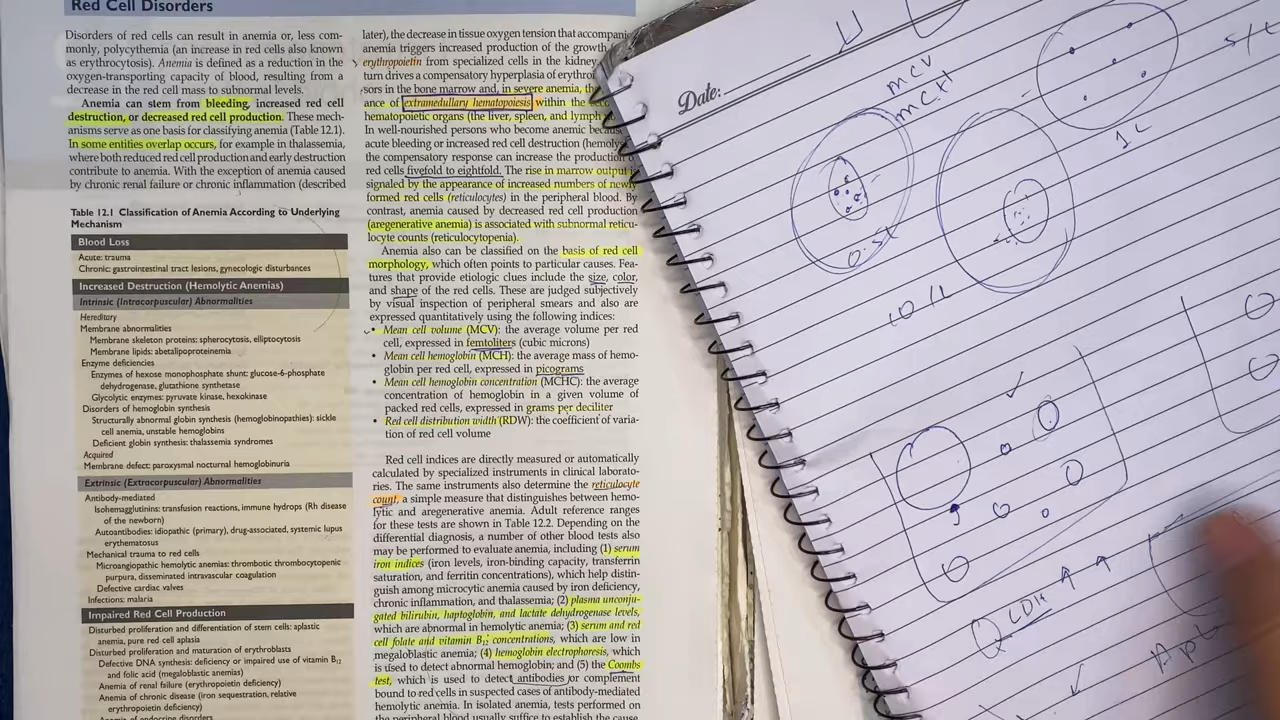 Red Cell Disorders
Disorders of red cells can result in anemia or, less com-
monly, polycythemia (an increase in red cells also known
as erythrocytosis). Anemia is defined as a reduction in the
oxygen-transporting capacity of blood, resulting from a
decrease in the red cell mass to subnormal levels.
Anemia can stem from bleeding, increased red cell
destruction, or decreased red cell production. These mech-
anisms serve as one basis for classifying anemia (Table 12.1).
In some entities overlap occurs, for example in thalassemia,
where both reduced red cell production and early destruction
contribute to anemia. With the exception of anemia caused
by chronic renal failure or chronic inflammation (described
Table 12.1 Classification of Anemia According to Underlying
Mechanism
Blood Loss
Acute: trauma
Chronic: gastrointestinal tract lesions, gynecologic disturbances
Increased Destruction (Hemolytic Anemias)
Intrinsic (Intracorpuscular) Abnormalities
Hereditary
Membrane abnormalities
Membrane skeleton proteins: spherocytosis, elliptocytosis
Membrane lipids: abetalipoproteinemia
Enzyme deficiencies
Enzymes of hexose monophosphate shunt: glucose-6-phosphate
dehydrogenase, glutathione synthetase
Glycolytic enzymes: pyruvate kinase, hexokinase
Disorders of hemoglobin synthesis
Structurally abnormal globin synthesis (hemoglobinopathies): sickle
cell anemia, unstable hemoglobins
Deficient globin synthesis: thalassemia syndromes
Acquired
Membrane defect: paroxysmal nocturnal hemoglobinuria
Extrinsic (Extracorpuscular) Abnormalities
Antibody-mediated
Isohemagglutinins: transfusion reactions, immune hydrops (Rh disease
of the newborn)
Autoantibodies: idiopathic (primary), drug-associated, systemic lupus
erythematosus
Mechanical trauma to red cells
Microangiopathic hemolytic anemias: thrombotic thrombocytopenic
purpura, disseminated intravascular coagulation
Defective cardiac valves
Infections: malaria
Impaired Red Cell Production
Disturbed proliferation and differentiation of stem cells: aplastic
anemia, pure red cell aplasia
Disturbed proliferation and maturation of erythroblasts
Defective DNA synthesis: deficiency or impaired use of vitamin B12
and folic acid (megaloblastic anemias)
Anemia of renal failure (erythropoietin deficiency)
Anemia of chronic disease (iron sequestration, relative
erythropoietin deficiency)
Anemia of endocrine disorders
later), the decrease in tissue oxygen tension that
anemia triggers increased production of the growth
erythropoietin from specialized cells in the kidney
turn drives a compensatory hyperplasia of
sors in the bone marrow and, in severe anemia,
ance of extramedullary hematopoiesis within the
hematopoietic organs (the liver, spleen, and lymph
In well-nourished persons who become anemic
acute bleeding or increased red cell destruction
the compensatory response can increase the production
red cells fivefold to eightfold. The rise in marrow output
signaled by the appearance of increased numbers of newly
formed red cells (reticulocytes) in the peripheral blood. By
contrast, anemia caused by decreased red cell production
(aregenerative anemia) is associated with subnormal reticu-
locyte counts (reticulocytopenia).
Anemia also can be classified on the basis of red cell
morphology, which often points to particular causes. Fea-
tures that provide etiologic clues include the size, color,
and shape of the red cells. These are judged subjectively
by visual inspection of peripheral smears and also are
expressed quantitatively using the following indices:
• Mean cell volume (MCV): the average volume per red
cell, expressed in femtoliters (cubic microns)
• Mean cell hemoglobin (MCH): the average mass of hemo-
globin per red cell, expressed in picograms
• Mean cell hemoglobin concentration (MCHC): the average
concentration of hemoglobin in a given volume of
packed red cells, expressed in grams per deciliter
• Red cell distribution width (RDW): the coefficient of varia-
tion of red cell volume
Red cell indices are directly measured or automatically
calculated by specialized instruments in clinical laborato-
ries. The same instruments also determine the reticulocyte
count, a simple measure that distinguishes between hemo-
lytic and aregenerative anemia. Adult reference ranges
for these tests are shown in Table 12.2. Depending on the
differential diagnosis, a number of other blood tests also
may be performed to evaluate anemia, including (1) serum
iron indices (iron levels, iron-binding capacity, transferrin
saturation, and ferritin concentrations), which help distin-
guish among microcytic anemia caused by iron deficiency,
chronic inflammation, and thalassemia; (2) plasma unconju-
gated bilirubin, haptoglobin, and lactate dehydrogenase levels,
which are abnormal in hemolytic anemia; (3) serum and red
cell folate and vitamin B12 concentrations, which are low in
megaloblastic anemia; (4) hemoglobin electrophoresis, which
is used to detect abnormal hemoglobin; and (5) the Coombs
test, which is used to detect antibodies or complement
bound to red cells in suspected cases of antibody-mediated
hemolytic anemia. In isolated anemia, tests performed on
the peripheral blood usually suffice to establish the cause
Date:
MCV
LDH